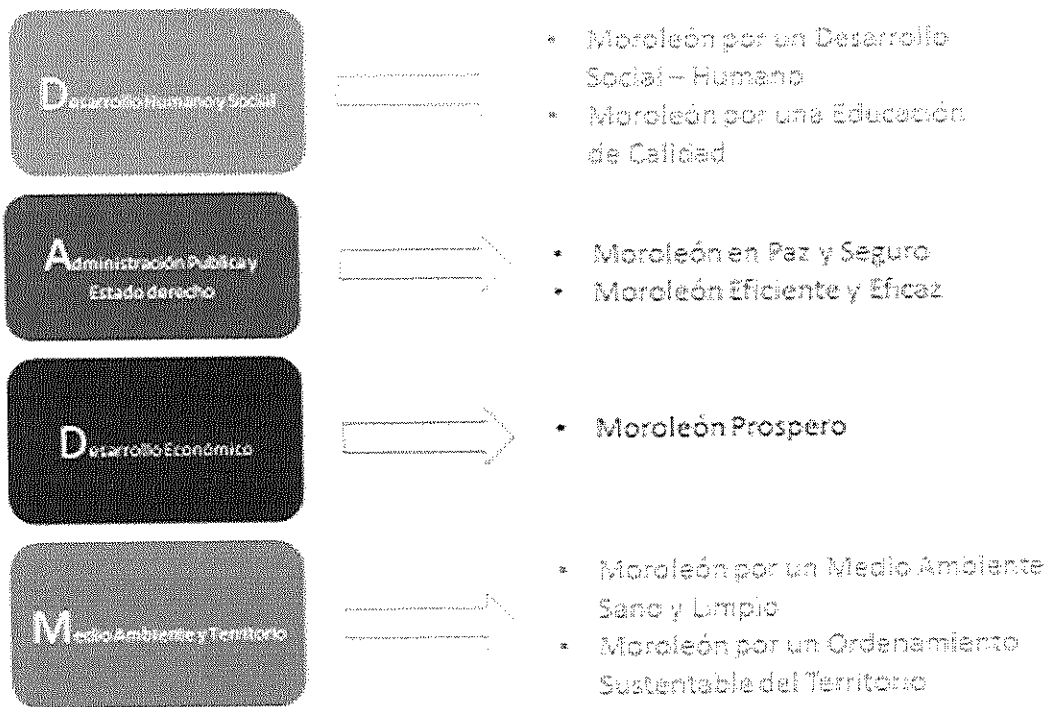 Desarrollo Humano y Social
• Moroleón por un Desarrollo
Social – Humano
• Moroleón por una Educación
de Calidad
Administración Publica y
Estado derecho
• Moroleón en Paz y Seguro
• Moroleón Eficiente y Eficaz
Desarrollo Económico
• Moroleón Prospero
Medio Ambiente y Territorio
• Moroleón por un Medio Ambiente
Sano y Limpio
• Moroleón por un Ordenamiento
Sustentable del Territorio